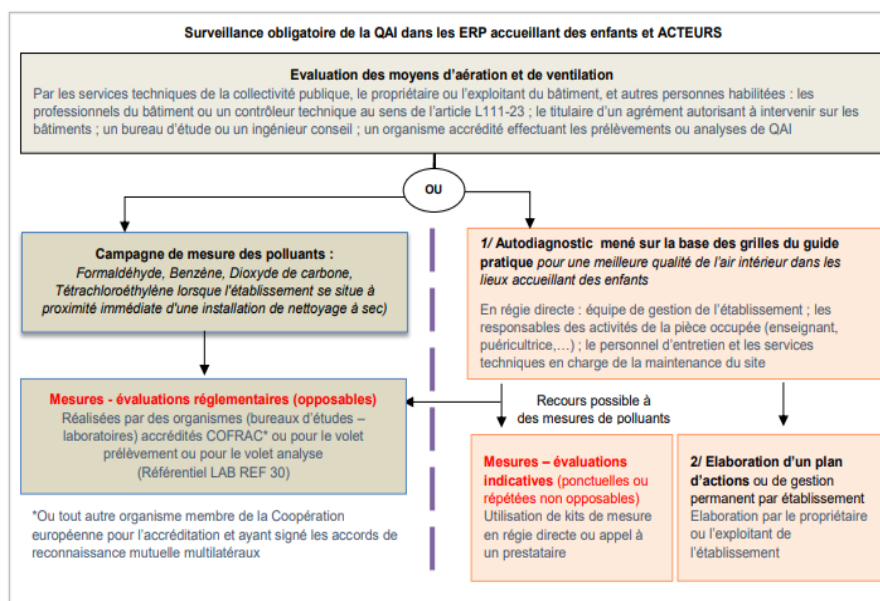 Surveillance obligatoire de la QAI dans les ERP accueillant des enfants et ACTEURS
Evaluation des moyens d'aération et de ventilation
Par les services techniques de la collectivité publique, le propriétaire ou l'exploitant du bâtiment, et autres personnes habilitées : les
professionnels du bâtiment ou un contrôleur technique au sens de l'article L111-23 ; le titulaire d'un agrément autorisant à intervenir sur les
bâtiments ; un bureau d'étude ou un ingénieur conseil ; un organisme accrédité effectuant les prélèvements ou analyses de QAI
OU
Campagne de mesure des polluants :
Formaldéhyde, Benzène, Dioxyde de carbone,
Tétrachloroéthylène lorsque l'établissement se situe à
proximité immédiate d'une installation de nettoyage à sec)
Mesures - évaluations réglementaires (opposables)
Réalisées par des organismes (bureaux d'études –
laboratoires) accrédités COFRAC* ou pour le volet
prélèvement ou pour le volet analyse
(Référentiel LAB REF 30)
*Ou tout autre organisme membre de la Coopération
européenne pour l'accréditation et ayant signé les accords de
reconnaissance mutuelle multilatéraux
1/ Autodiagnostic mené sur la base des grilles du guide
pratique pour une meilleure qualité de l'air intérieur dans les
lieux accueillant des enfants
En régie directe : équipe de gestion de l'établissement ; les
responsables des activités de la pièce occupée (enseignant,
puéricultrice,...) ; le personnel d'entretien et les services
techniques en charge de la maintenance du site
Recours possible à
des mesures de polluants
Mesures – évaluations
indicatives (ponctuelles ou
répétées non opposables)
Utilisation de kits de mesure
en régie directe ou appel à
un prestataire
2/ Elaboration d'un plan
d'actions ou de gestion
permanent par établissement
Elaboration par le propriétaire
ou l'exploitant de
l'établissement